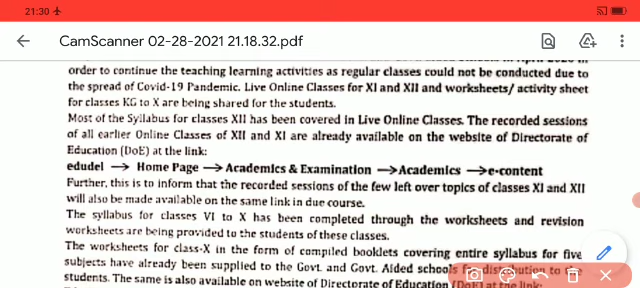 21:30
CamScanner 02-28-2021 21.18.32.pdf
order to continue the teaching learning activities as regular classes could not be conducted due to
the spread of Covid-19 Pandemic. Live Online Classes for XI and XII and worksheets/ activity sheet
for classes KG to X are being shared for the students.
Most of the Syllabus for classes XII has been covered in Live Online Classes. The recorded sessions
of all earlier Online Classes of XII and XI are already available on the website of Directorate of
Education (DoE) at the link:
edudel → Home Page → Academics & Examination → Academics → e-content
Further, this is to inform that the recorded sessions of the few left over topics of classes XI and XII
will also be made available on the same link in due course.
The syllabus for classes VI to X has been completed through the worksheets and revision
worksheets are being provided to the students of these classes.
The worksheets for class-X in the form of compiled booklets covering entire syllabus for five
subjects have already been supplied to the Govt. and Govt. Aided schools for distribution to the
students. The same is also available on website of Directorate of Education (DoE) at the link: